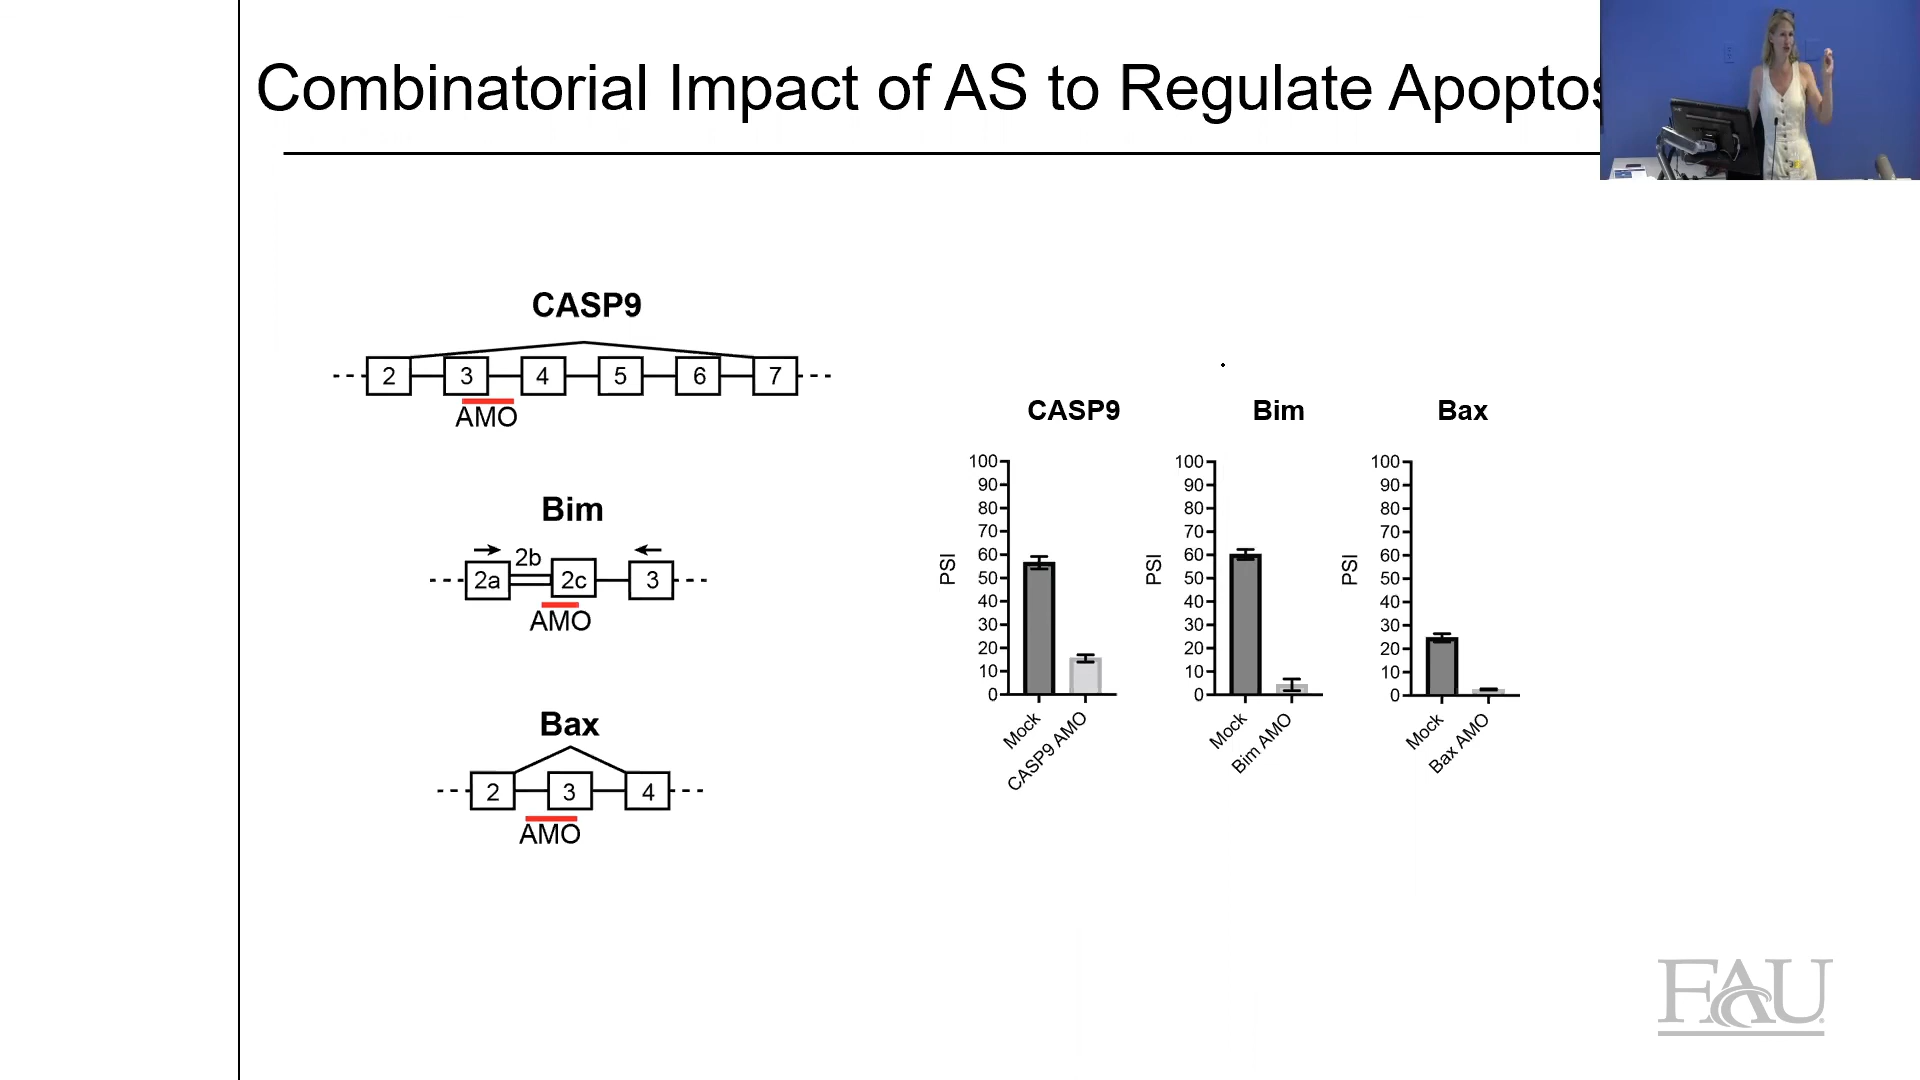 Combinatorial Impact of AS to Regulate Apoptos
CASP9
2 3 4 5 6 7
AMO
Bim
2b
2a 2c 3
AMO
Bax
2 3 4
AMO
CASP9 Bim Bax
100 100 100
90 90 90
80 80 80
70 70 70
60 60 60
PSI PSI PSI
50 50 50
40 40 40
30 30 30
20 20 20
10 10 10
0 0 0
Mock CASP9 AMO Mock Bim AMO Mock Bax AMO
FAU